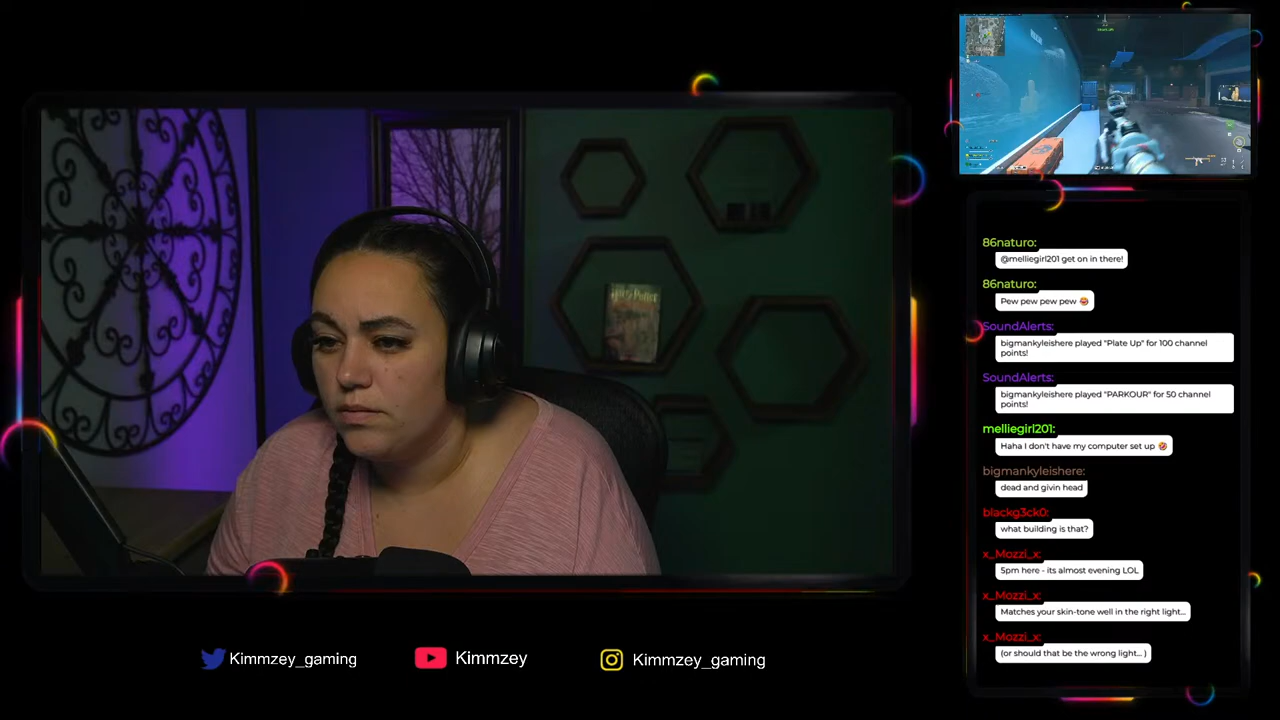 86naturo:
@melliegirl201 get on in there!
86naturo:
Pew pew pew pew 🤣
SoundAlerts:
bigmankyleishere played "Plate Up" for 100 channel
points!
SoundAlerts:
bigmankyleishere played "PARKOUR" for 50 channel
points!
melliegirl201:
Haha I don't have my computer set up 🤣
bigmankyleishere:
dead and givin head
blackg3ck0:
what building is that?
x_Mozzi_x:
5pm here - its almost evening LOL
x_Mozzi_x:
Matches your skin-tone well in the right light...
x_Mozzi_x:
(or should that be the wrong light... )
Harry Potter
Kimmzey_gaming
Kimmzey
Kimmzey_gaming